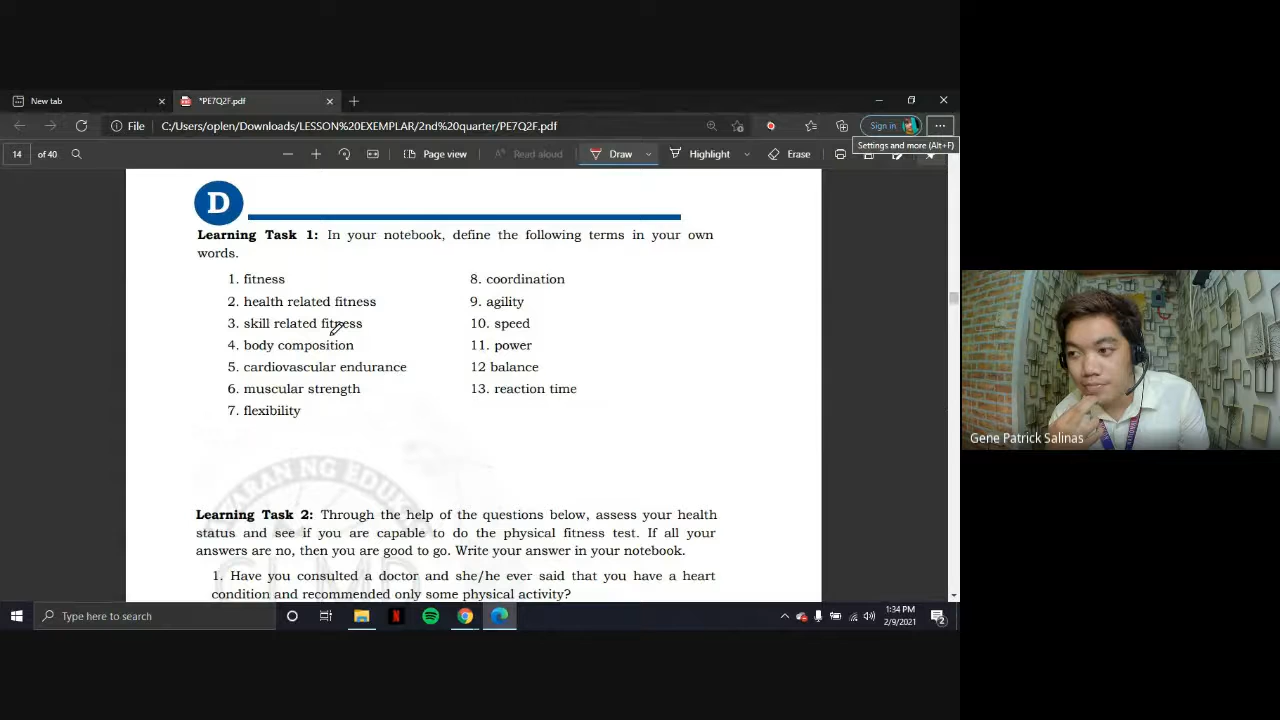 New tab
*PE7Q2F.pdf
File
C:/Users/oplen/Downloads/LESSON%20EXEMPLAR/2nd%20quarter/PE7Q2F.pdf
Sign in
Settings and more (Alt+F)
14
of 40
Page view
Read aloud
Draw
Highlight
Erase
D
Learning Task 1: In your notebook, define the following terms in your own
words.
1. fitness
2. health related fitness
3. skill related fitness
4. body composition
5. cardiovascular endurance
6. muscular strength
7. flexibility
8. coordination
9. agility
10. speed
11. power
12 balance
13. reaction time
Learning Task 2: Through the help of the questions below, assess your health
status and see if you are capable to do the physical fitness test. If all your
answers are no, then you are good to go. Write your answer in your notebook.
1. Have you consulted a doctor and she/he ever said that you have a heart
condition and recommended only some physical activity?
Gene Patrick Salinas
Type here to search
1:34 PM
2/9/2021
2